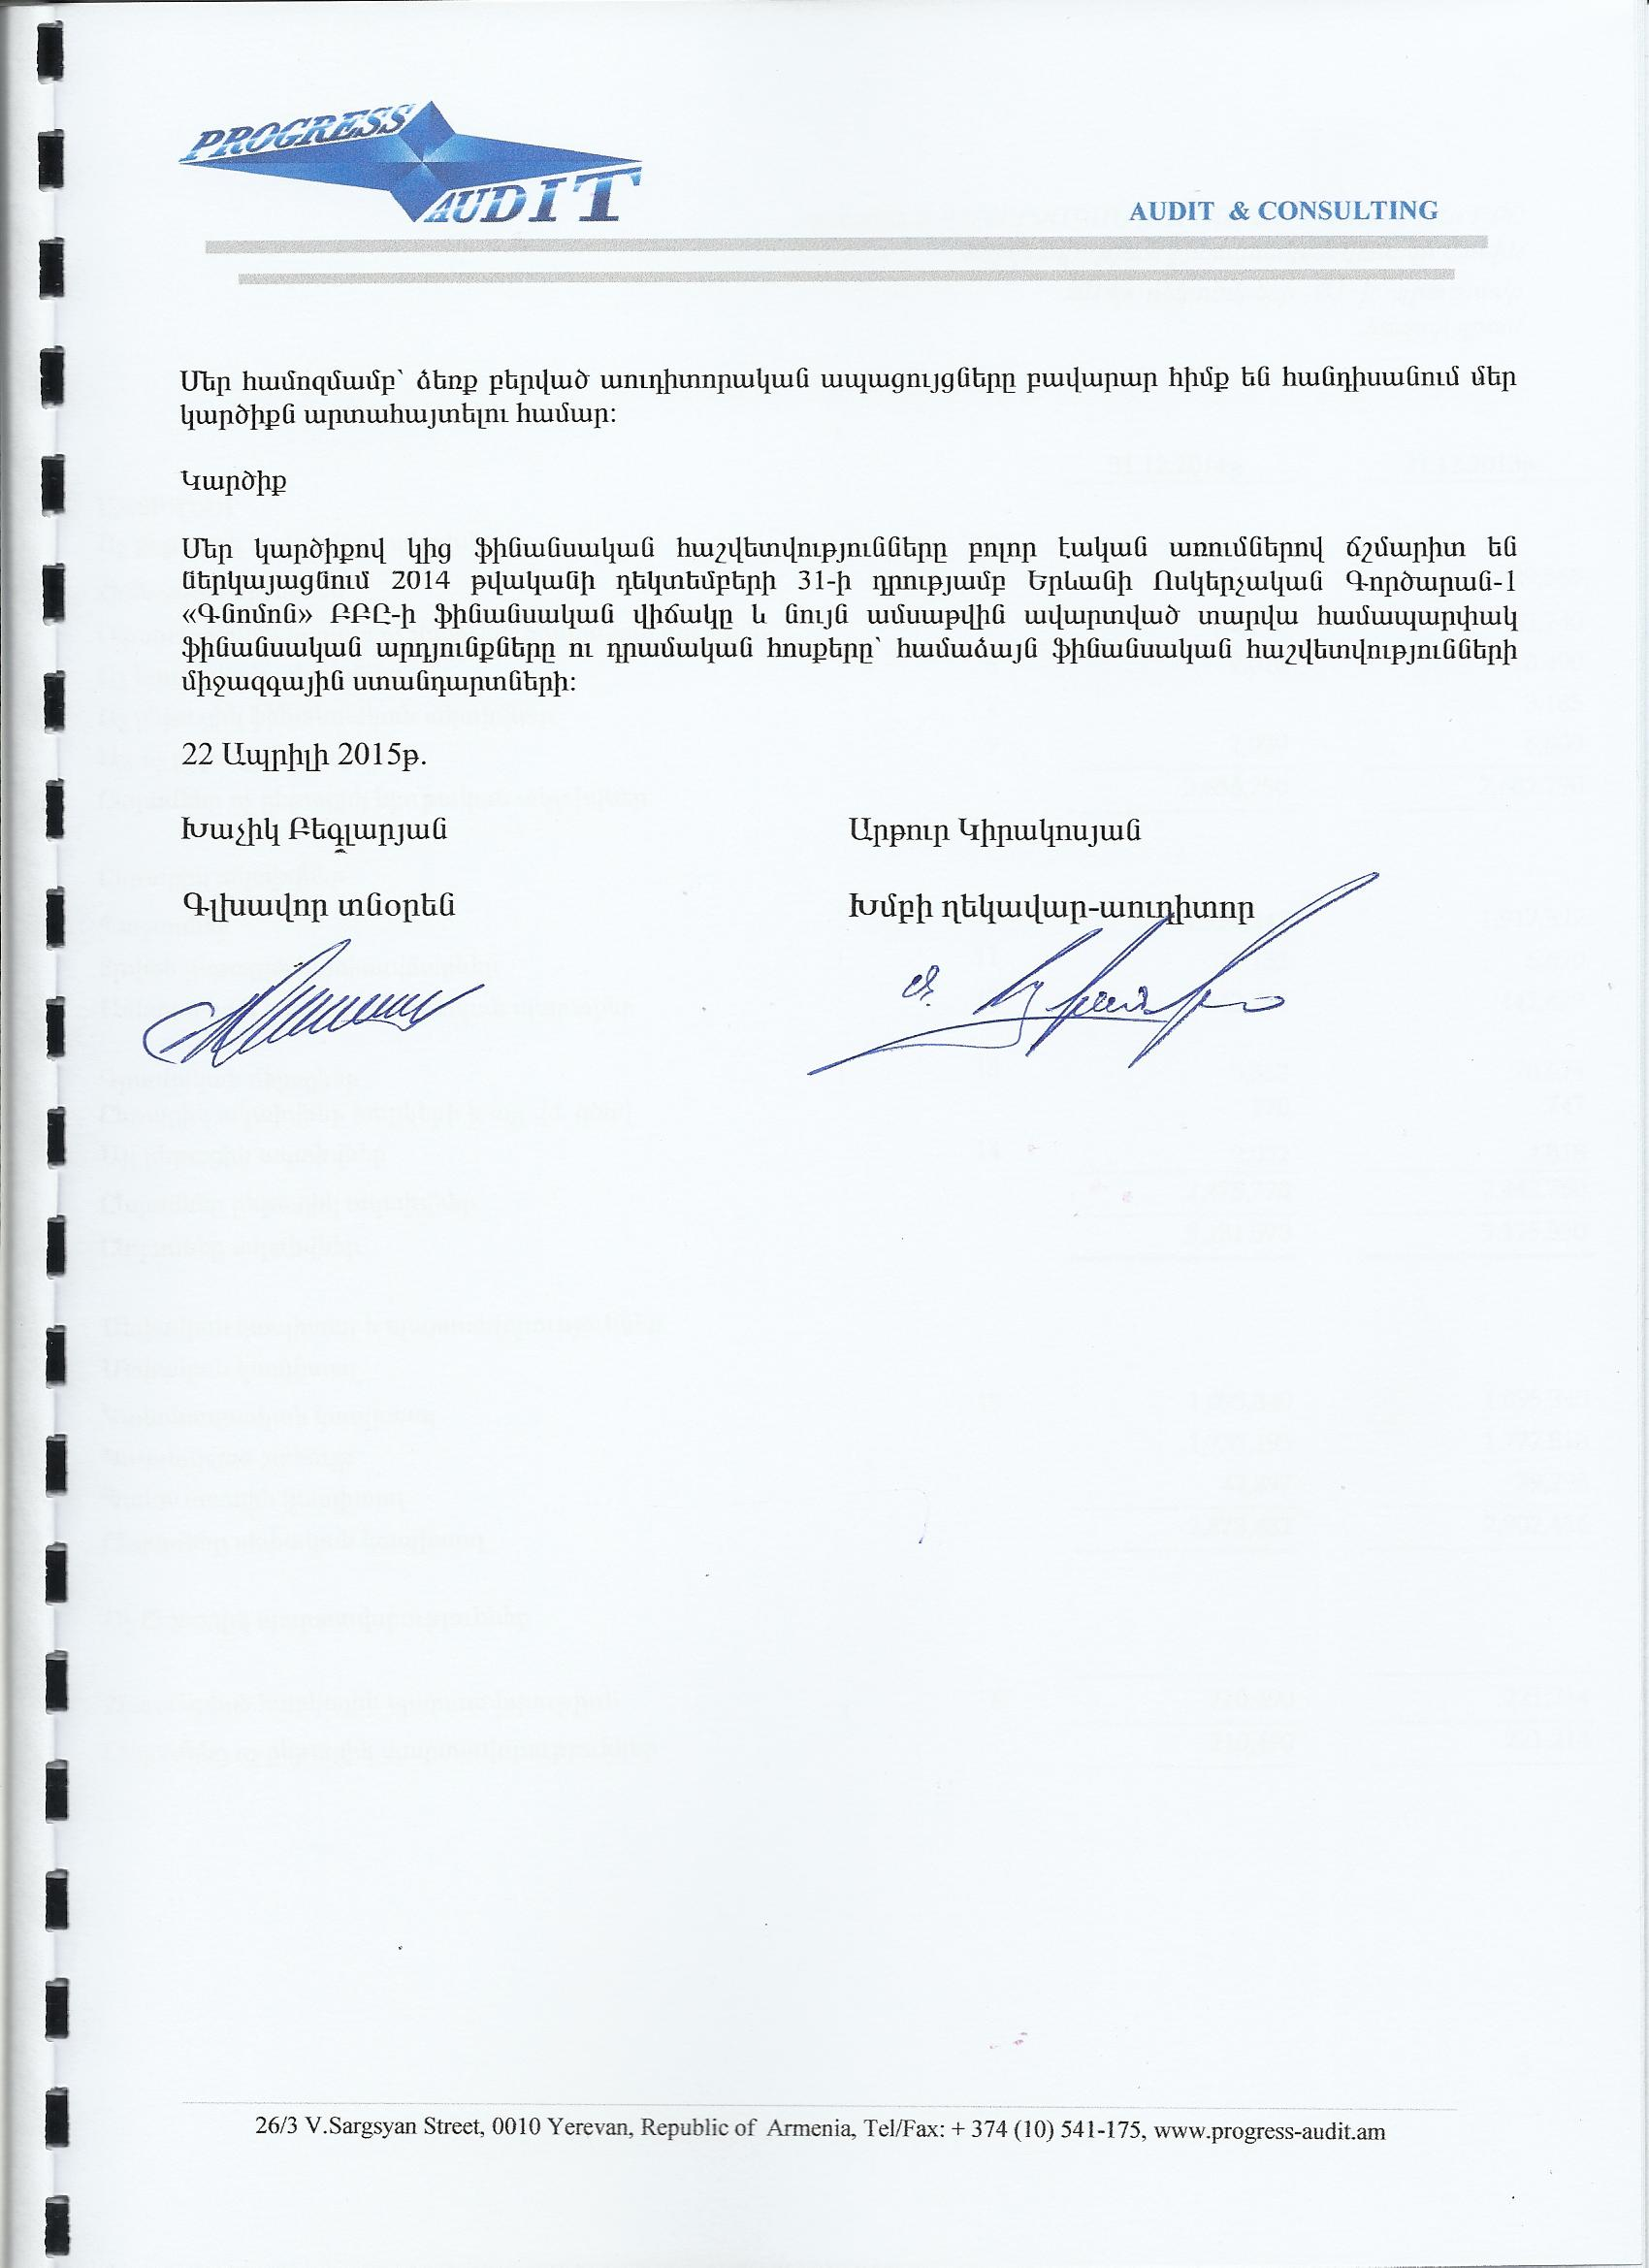 PROGRESS
AUDIT
AUDIT & CONSULTING
Մեր համոզմամբ՝ ձեռք բերված աուդիտորական ապացույցները բավարար հիմք են հանդիսանում մեր
կարծիքն արտահայտելու համար:
Կարծիք
Մեր կարծիքով կից ֆինանսական հաշվետվությունները բոլոր էական առումներով ճշմարիտ են
ներկայացնում 2014 թվականի դեկտեմբերի 31-ի դրությամբ Երևանի Ոսկերչական Գործարան-1
«Գնոմոն» ԲԲԸ-ի ֆինանսական վիճակը և նույն ամսաթվին ավարտված տարվա համապարփակ
ֆինանսական արդյունքները ու դրամական հոսքերը՝ համաձայն ֆինանսական հաշվետվությունների
միջազգային ստանդարտների:
22 Ապրիլի 2015թ.
Խաչիկ Բեգլարյան Արթուր Կիրակոսյան
Գլխավոր տնօրեն Խմբի ղեկավար-աուդիտոր
26/3 V.Sargsyan Street, 0010 Yerevan, Republic of Armenia, Tel/Fax: + 374 (10) 541-175, www.progress-audit.am